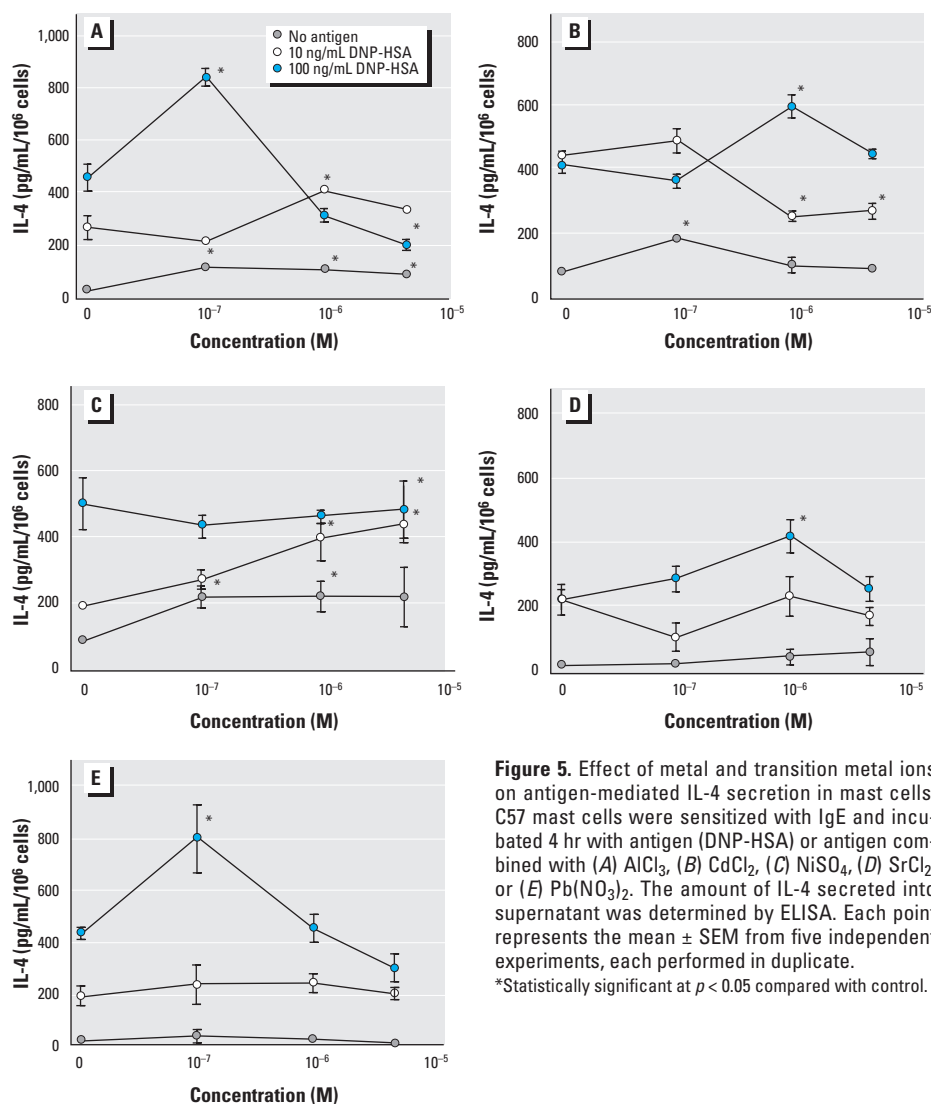 A
B
No antigen
10 ng/mL DNP-HSA
100 ng/mL DNP-HSA
1,000
800
600
400
200
0
IL-4 (pg/mL/10⁶ cells)
*
*
*
*
*
*
0
10⁻⁷
10⁻⁶
10⁻⁵
Concentration (M)
800
600
400
200
0
IL-4 (pg/mL/10⁶ cells)
*
*
*
*
0
10⁻⁷
10⁻⁶
10⁻⁵
Concentration (M)
C
800
600
400
200
0
IL-4 (pg/mL/10⁶ cells)
*
*
*
*
*
0
10⁻⁷
10⁻⁶
10⁻⁵
Concentration (M)
D
800
600
400
200
0
IL-4 (pg/mL/10⁶ cells)
*
0
10⁻⁷
10⁻⁶
10⁻⁵
Concentration (M)
E
1,000
800
600
400
200
0
IL-4 (pg/mL/10⁶ cells)
*
0
10⁻⁷
10⁻⁶
10⁻⁵
Concentration (M)
Figure 5. Effect of metal and transition metal ions
on antigen-mediated IL-4 secretion in mast cells
C57 mast cells were sensitized with IgE and incu-
bated 4 hr with antigen (DNP-HSA) or antigen com-
bined with (A) AlCl₃, (B) CdCl₂, (C) NiSO₄, (D) SrCl₂
or (E) Pb(NO₃)₂. The amount of IL-4 secreted into
supernatant was determined by ELISA. Each point
represents the mean ± SEM from five independent
experiments, each performed in duplicate.
*Statistically significant at p < 0.05 compared with control.